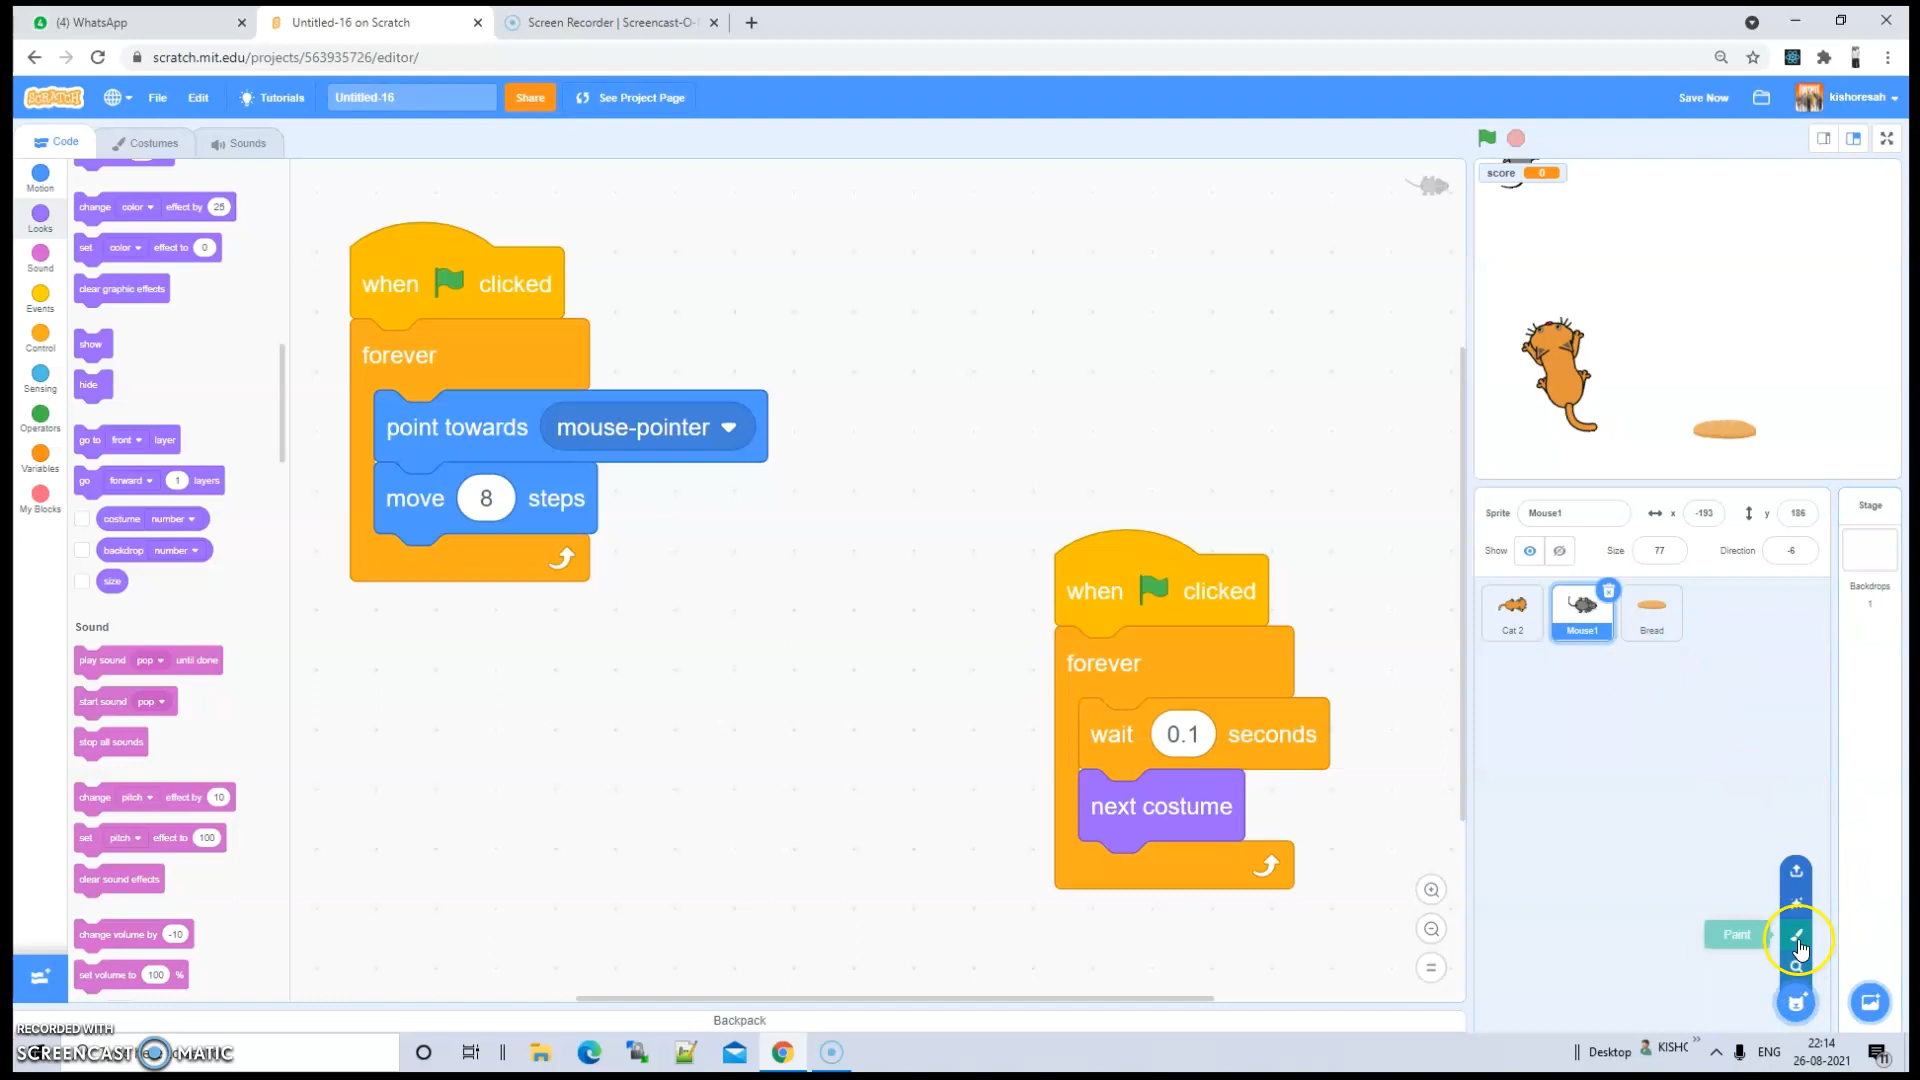 (4) WhatsApp
Untitled-16 on Scratch
Screen Recorder | Screencast-O-
scratch.mit.edu/projects/563935726/editor/
SCRATCH
File
Edit
Tutorials
Untitled-16
Share
See Project Page
Save Now
kishoresah
Code
Costumes
Sounds
Motion
Looks
Sound
Events
Control
Sensing
Operators
Variables
My Blocks
change color effect by 25
set color effect to 0
clear graphic effects
show
hide
go to front layer
go forward 1 layers
costume number
backdrop number
size
Sound
play sound pop until done
start sound pop
stop all sounds
change pitch effect by 10
set pitch effect to 100
clear sound effects
change volume by -10
set volume to 100 %
when clicked
forever
point towards mouse-pointer
move 8 steps
when clicked
forever
wait 0.1 seconds
next costume
score 0
Sprite Mouse1 x -193 y 186
Show Size 77 Direction -6
Cat 2
Mouse1
Bread
Stage
Backdrops
1
Paint
Backpack
RECORDED WITH
SCREENCAST MATIC
Desktop
KISHC
ENG
22:14
26-08-2021